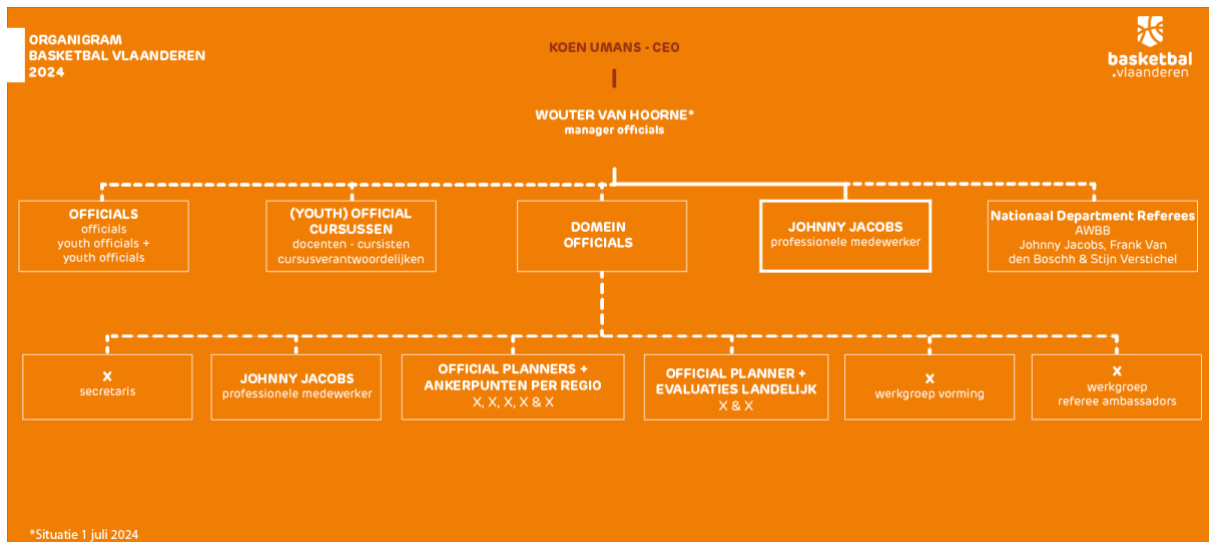 ORGANIGRAM
BASKETBAL VLAANDEREN
2024
KOEN UMANS - CEO
basketbal
.vlaanderen
WOUTER VAN HOORNE*
manager officials
OFFICIALS
officials
youth officials +
youth officials
(YOUTH) OFFICIAL
CURSUSSEN
docenten - cursisten
cursusverantwoordelijken
DOMEIN
OFFICIALS
JOHNNY JACOBS
professionele medewerker
Nationaal Department Referees
AWBB
Johnny Jacobs, Frank Van
den Boschh & Stijn Verstichel
X
secretaris
JOHNNY JACOBS
professionele medewerker
OFFICIAL PLANNERS +
ANKERPUNTEN PER REGIO
X, X, X, X & X
OFFICIAL PLANNER +
EVALUATIES LANDELIJK
X & X
X
werkgroep vorming
X
werkgroep
referee ambassadors
*Situatie 1 juli 2024